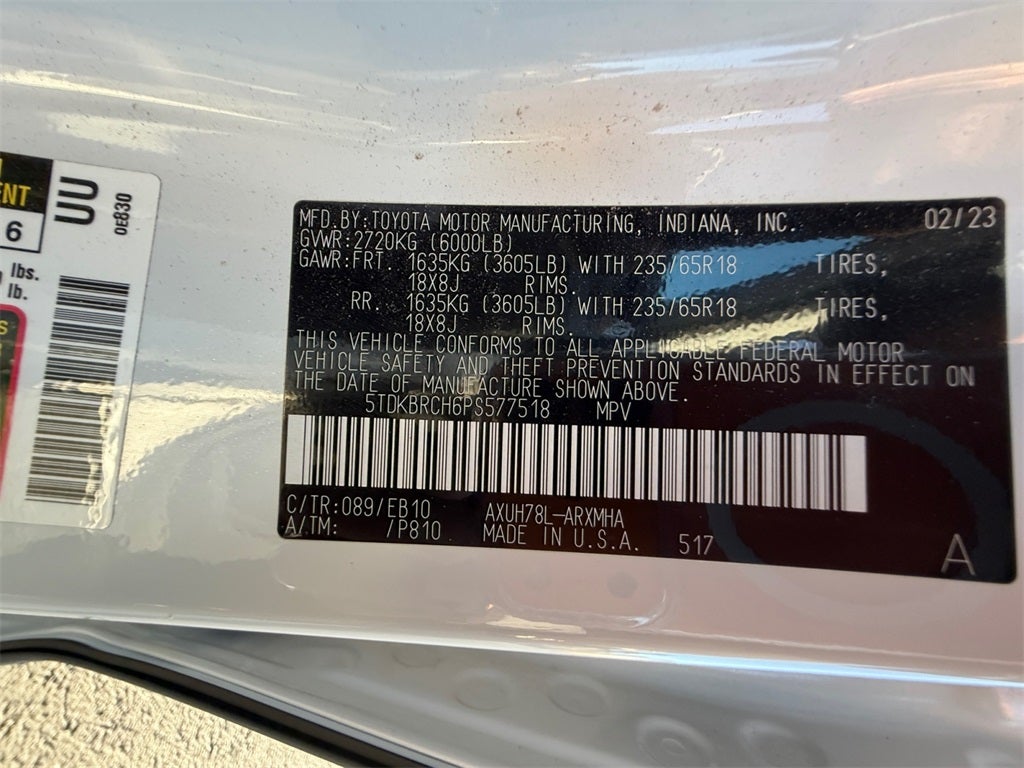 ENT
6
lbs.
lb.
S
UU
0E830
MFD.BY:TOYOTA MOTOR MANUFACTURING, INDIANA, INC. 02/23
GVWR:2720KG (6000LB)
GAWR:FRT. 1635KG (3605LB) WITH 235/65R18 TIRES,
18X8J RIMS.
RR. 1635KG (3605LB) WITH 235/65R18 TIRES,
18X8J RIMS.
THIS VEHICLE CONFORMS TO ALL APPLICABLE FEDERAL MOTOR
VEHICLE SAFETY AND THEFT PREVENTION STANDARDS IN EFFECT ON
THE DATE OF MANUFACTURE SHOWN ABOVE.
5TDKBRCH6PS577518 MPV
C/TR:089/EB10 AXUH78L-ARXMHA
A/TM: /P810 MADE IN U.S.A. 517 A